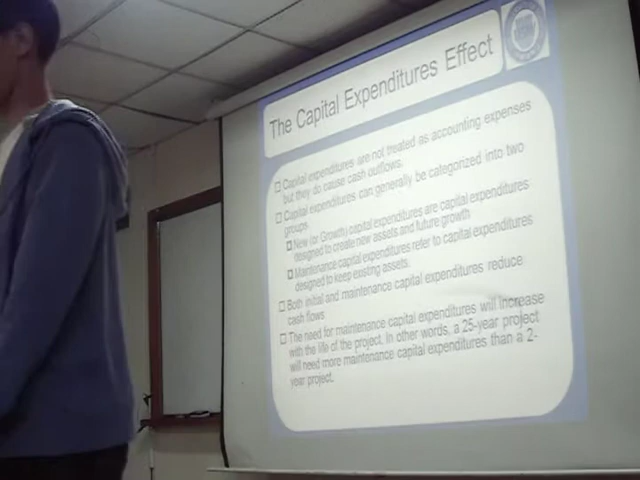 The Capital Expenditures Effect
Capital expenditures are not treated as accounting expenses
but they do cause cash outflows.
Capital expenditures can generally be categorized into two
groups.
New (or Growth) capital expenditures are capital expenditures
designed to create new assets and future growth
Maintenance capital expenditures refer to capital expenditures
designed to keep existing assets.
Both initial and maintenance capital expenditures reduce
cash flows
The need for maintenance capital expenditures will increase
with the life of the project. In other words, a 25-year project
will need more maintenance capital expenditures than a 2-
year project.